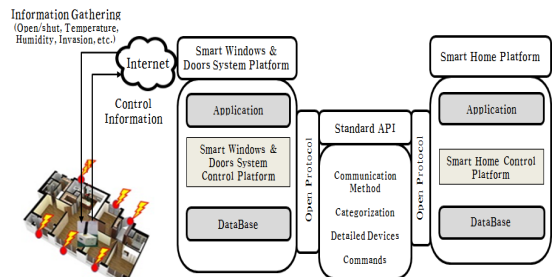 Information Gathering
(Open/shut, Temperature,
Humidity, Invasion, etc.)
Internet
Control
Information
Smart Windows &
Doors System Platform
Application
Smart Windows &
Doors System
Control Platform
DataBase
Open Protocol
Standard API
Communication
Method
Categorization
Detailed Devices
Commands
Open Protocol
Smart Home Platform
Application
Smart Home Control
Platform
DataBase